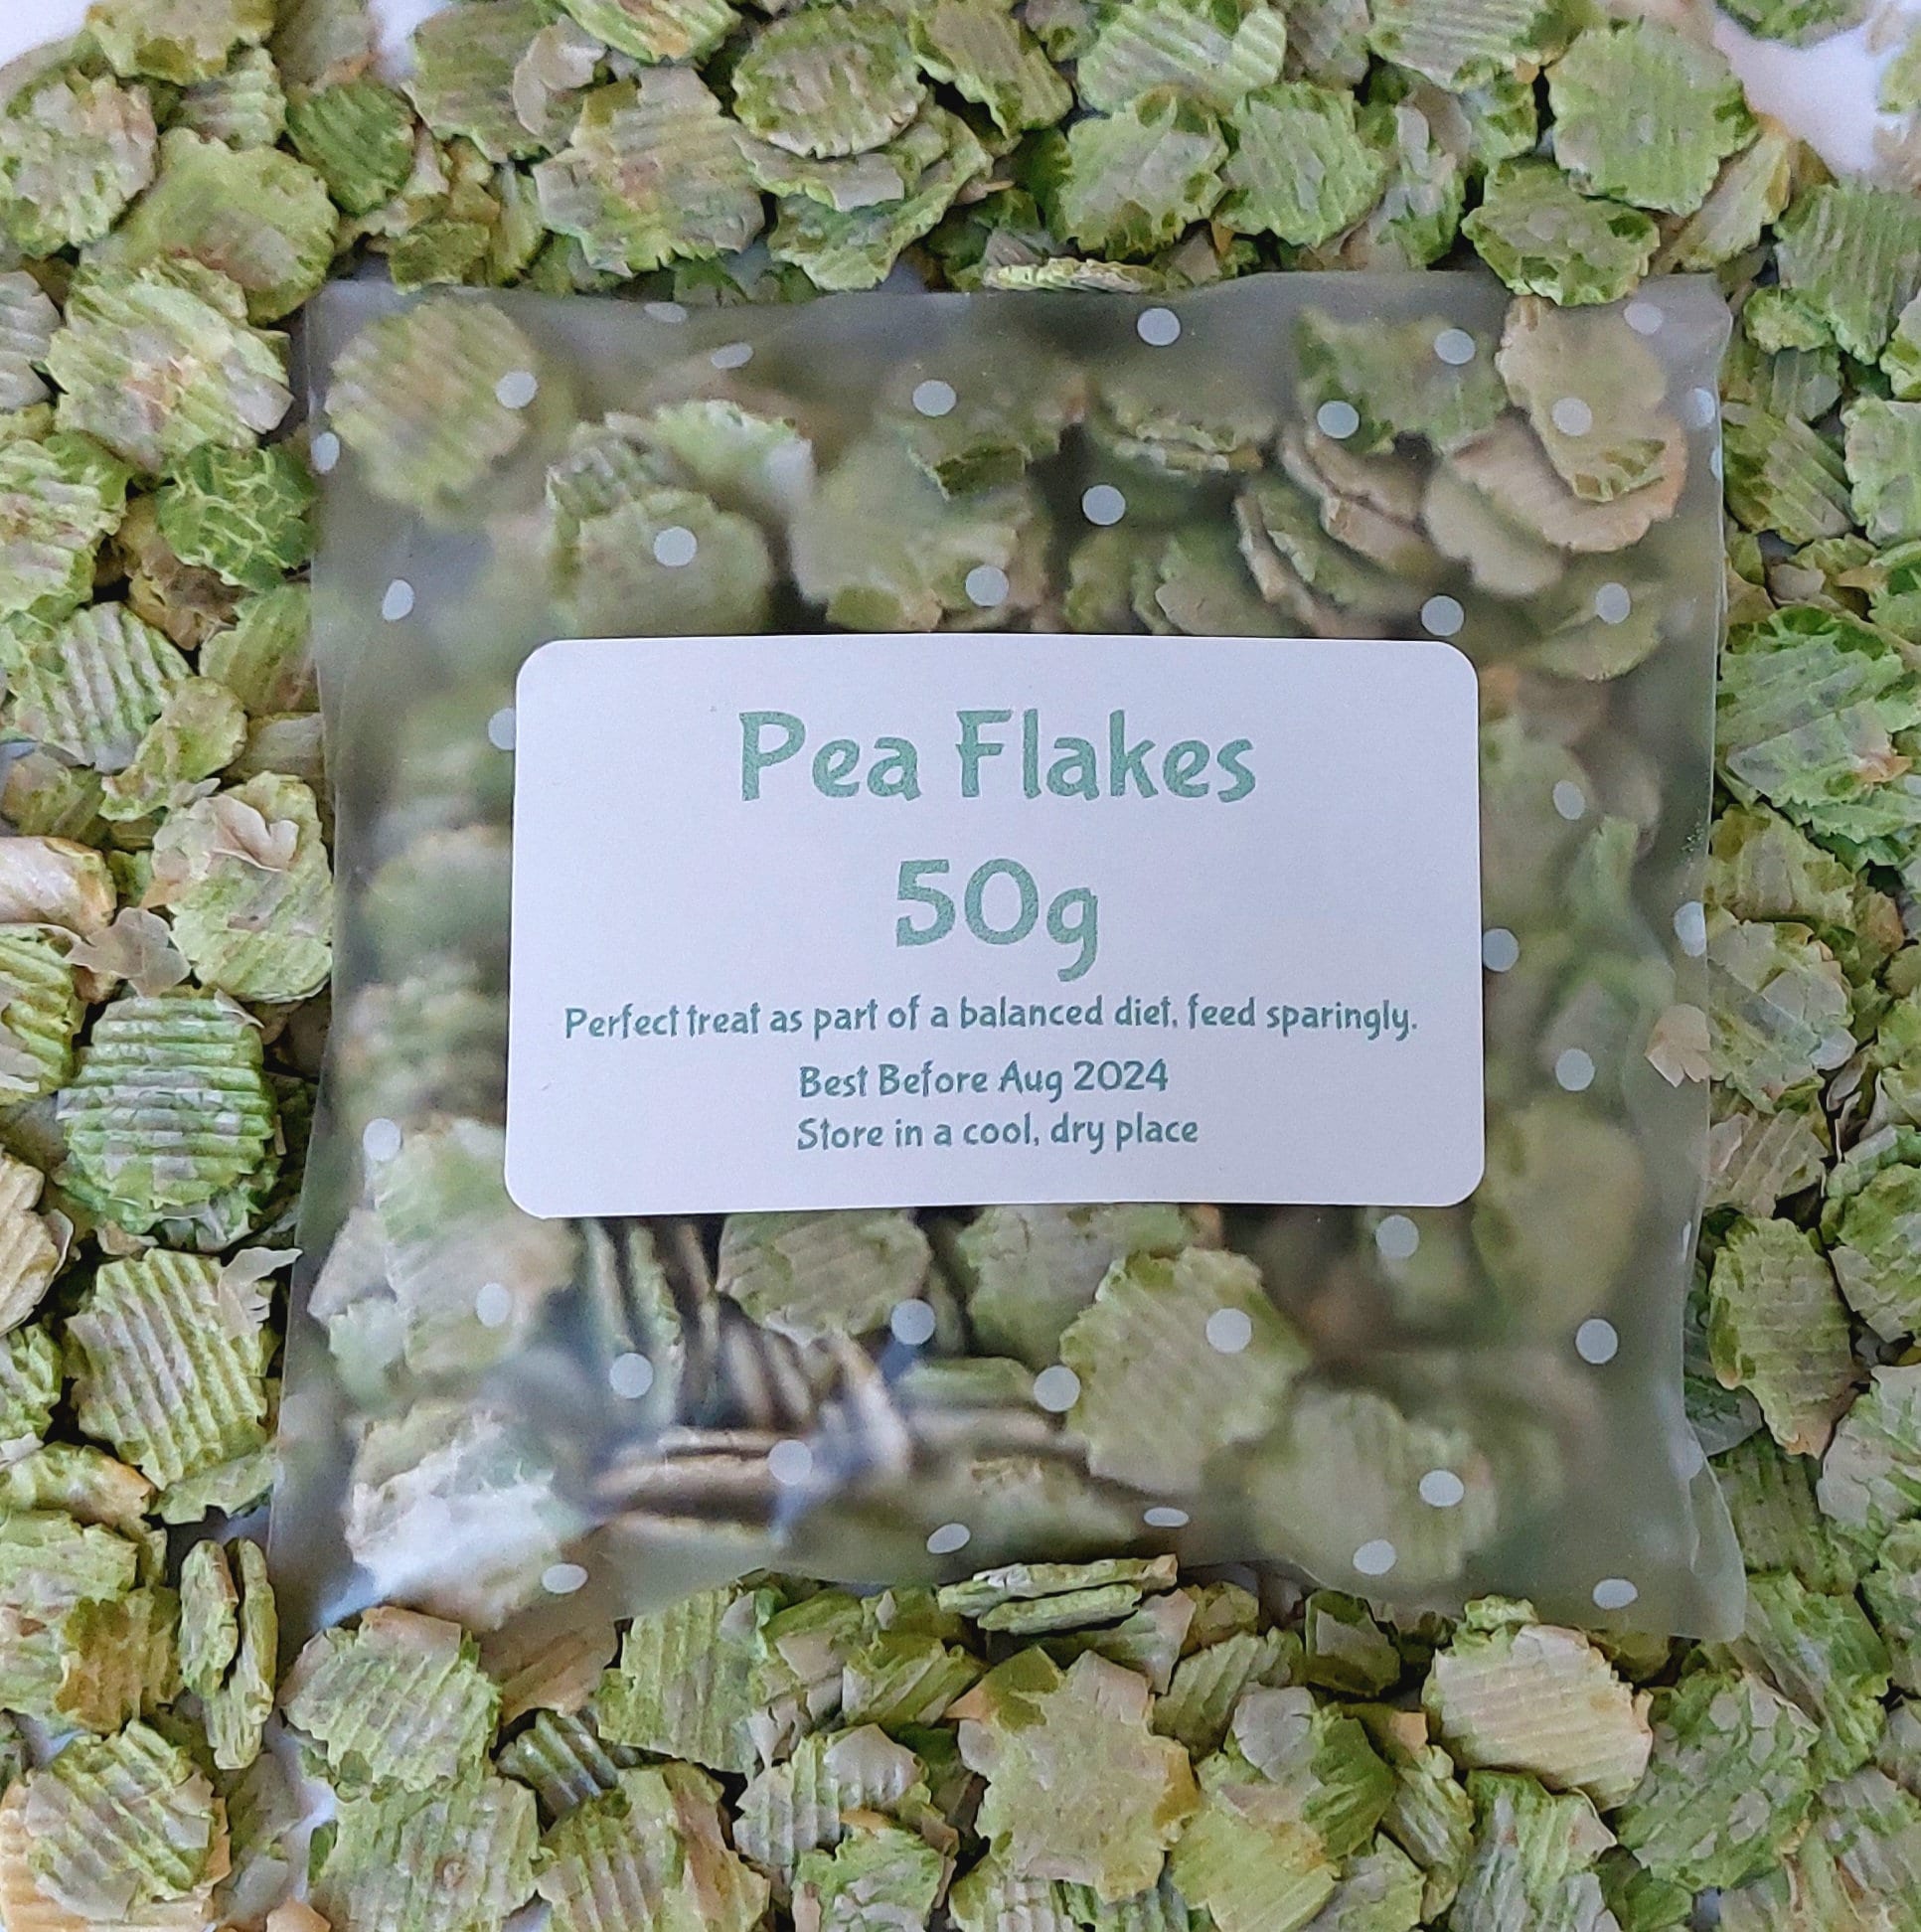 Pea Flakes
50g
Perfect treat as part of a balanced diet, feed sparingly.
Best Before Aug 2024
Store in a cool, dry place